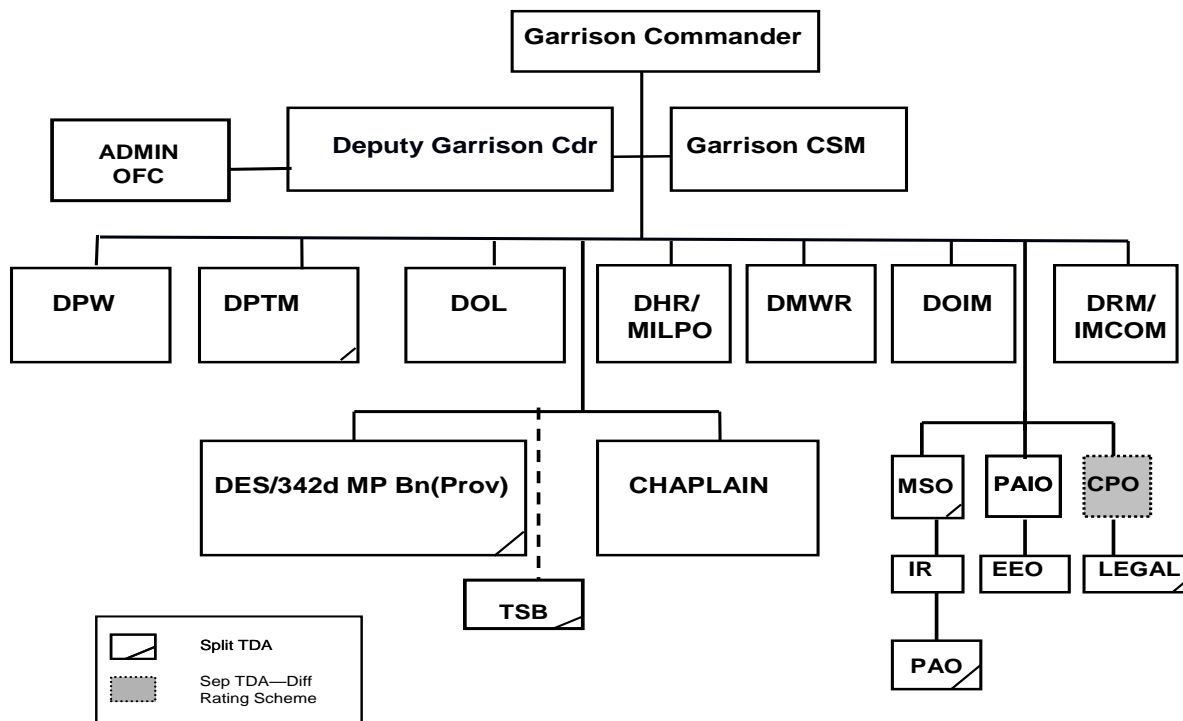 Garrison Commander
Deputy Garrison Cdr
Garrison CSM
ADMIN
OFC
DPW
DPTM
DOL
DHR/
MILPO
DMWR
DOIM
DRM/
IMCOM
DES/342d MP Bn(Prov)
CHAPLAIN
MSO
PAIO
CPO
IR
EEO
LEGAL
TSB
PAO
Split TDA
Sep TDA—Diff
Rating Scheme